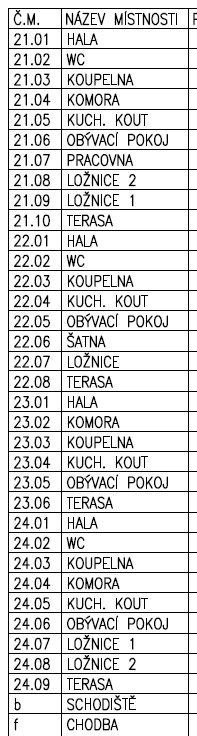 Č.M. NÁZEV MÍSTNOSTI
21.01 HALA
21.02 WC
21.03 KOUPELNA
21.04 KOMORA
21.05 KUCH. KOUT
21.06 OBÝVACÍ POKOJ
21.07 PRACOVNA
21.08 LOŽNICE 2
21.09 LOŽNICE 1
21.10 TERASA
22.01 HALA
22.02 WC
22.03 KOUPELNA
22.04 KUCH. KOUT
22.05 OBÝVACÍ POKOJ
22.06 ŠATNA
22.07 LOŽNICE
22.08 TERASA
23.01 HALA
23.02 KOMORA
23.03 KOUPELNA
23.04 KUCH. KOUT
23.05 OBÝVACÍ POKOJ
23.06 TERASA
24.01 HALA
24.02 WC
24.03 KOUPELNA
24.04 KOMORA
24.05 KUCH. KOUT
24.06 OBÝVACÍ POKOJ
24.07 LOŽNICE 1
24.08 LOŽNICE 2
24.09 TERASA
b SCHODIŠTĚ
f CHODBA